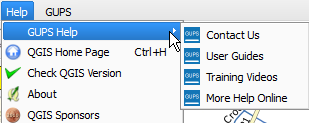 Help GUPS
GUPS Help
QGIS Home Page Ctrl+H
Check QGIS Version
About
QGIS Sponsors
Contact Us
User Guides
Training Videos
More Help Online